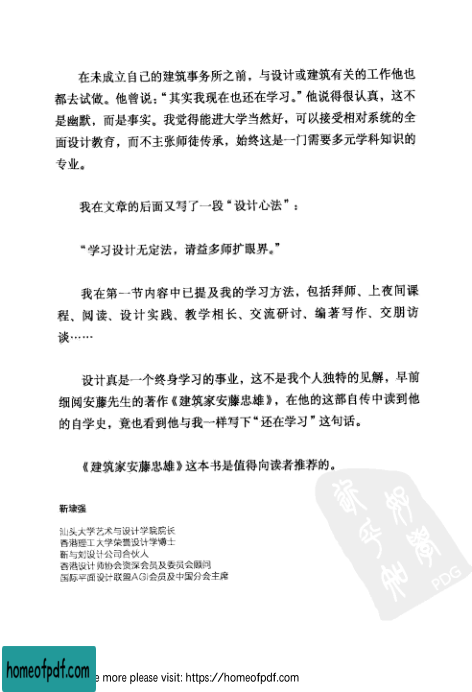 在未成立自己的建筑事务所之前，与设计或建筑有关的工作他也
都去试做。他曾说：“其实我现在也还在学习。”他说得很认真，这不
是幽默，而是事实。我觉得能进大学当然好，可以接受相对系统的全
面设计教育，而不主张师徒传承，始终这是一门需要多元学科知识的
专业。
我在文章的后面又写了一段“设计心法”：
“学习设计无定法，请益多师扩眼界。”
我在第一节内容中已提及我的学习方法，包括拜师、上夜间课
程、阅读、设计实践、教学相长、交流研讨、编著写作、交朋访
谈……
设计真是一个终身学习的事业，这不是我个人独特的见解，早前
细阅安藤先生的著作《建筑家安藤忠雄》，在他的这部自传中读到他
的自学史，竟也看到他与我一样写下“还在学习”这句话。
《建筑家安藤忠雄》这本书是值得向读者推荐的。
靳埭强
汕头大学艺术与设计学院院长
香港理工大学荣誉设计学博士
靳与刘设计公司合伙人
香港设计师协会资深会员及委员会顾问
国际平面设计联盟AGI会员及中国分会主席
PDG
homeofpdf.com
e more please visit: https://homeofpdf.com